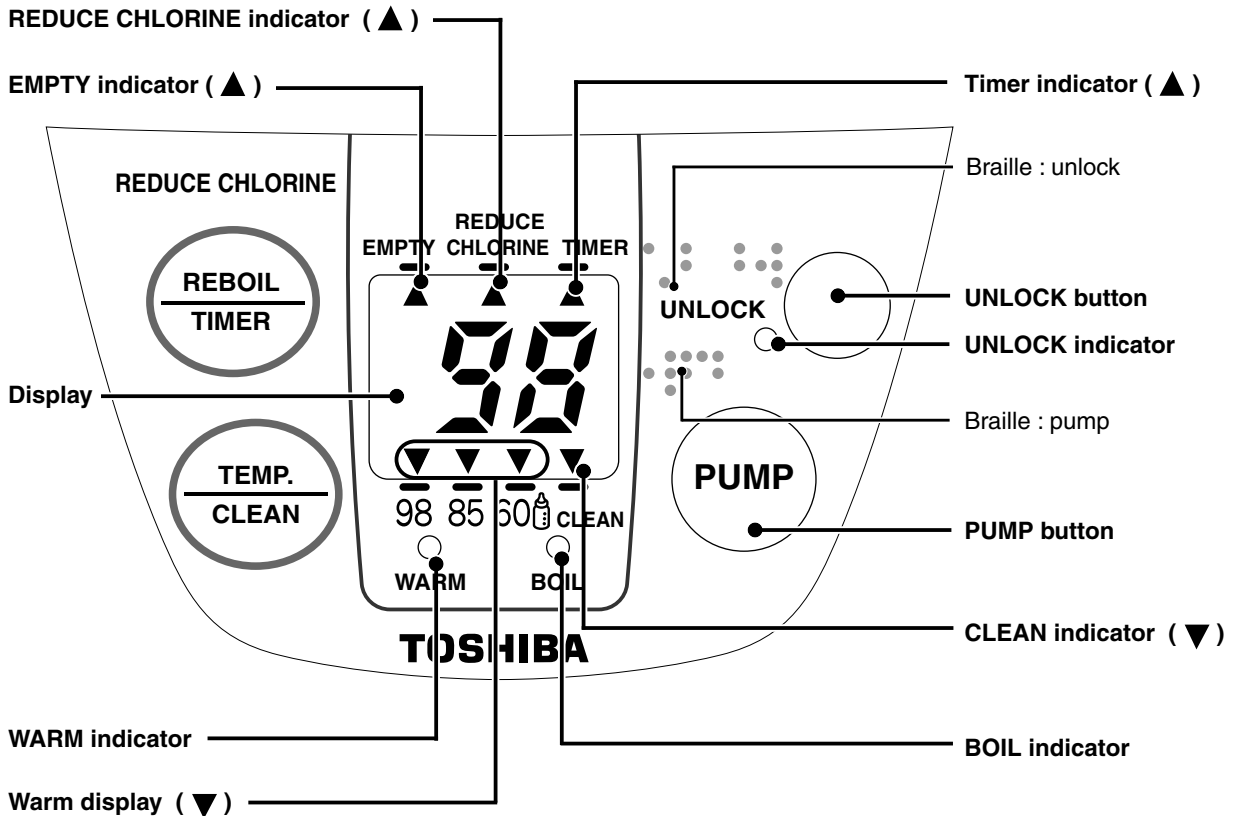 REDUCE CHLORINE indicator ( ▲ )
EMPTY indicator ( ▲ )
Timer indicator ( ▲ )
Braille : unlock
REDUCE CHLORINE
REDUCE
EMPTY CHLORINE TIMER
REBOIL
TIMER
UNLOCK
UNLOCK button
UNLOCK indicator
98
Display
Braille : pump
TEMP.
CLEAN
PUMP
98 85 60 CLEAN
PUMP button
WARM BOIL
TOSHIBA
CLEAN indicator ( ▼ )
WARM indicator
BOIL indicator
Warm display ( ▼ )